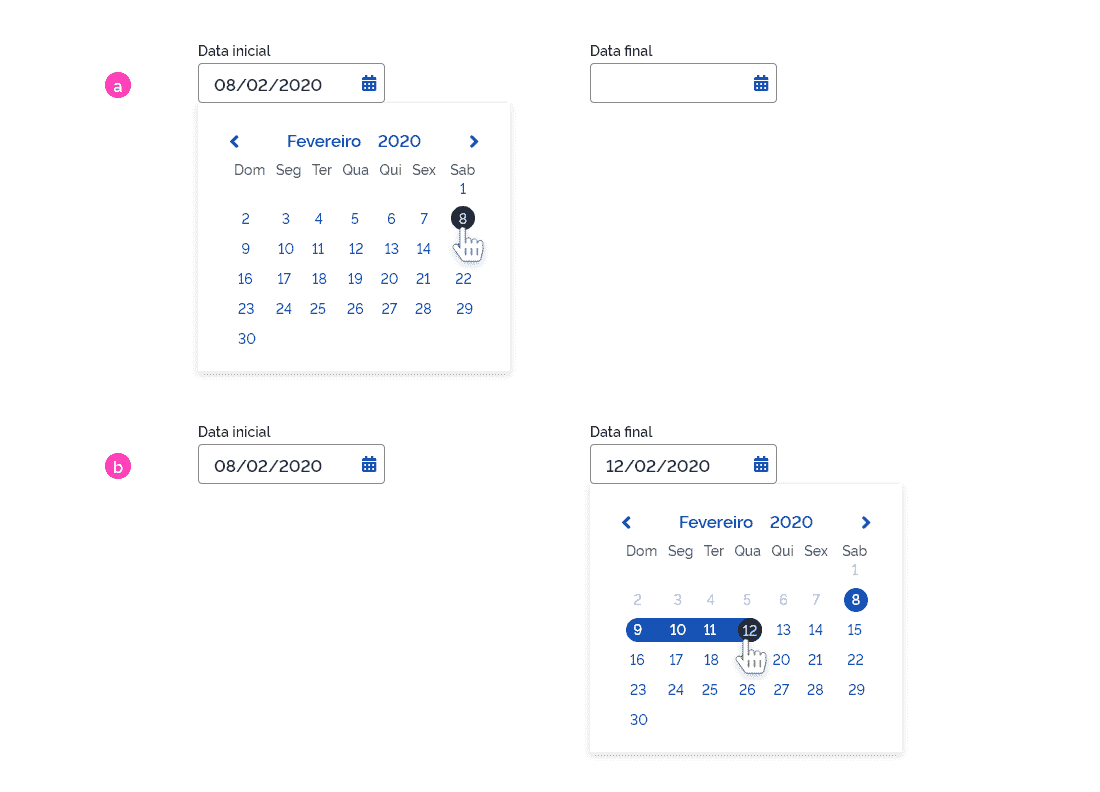 Data inicial Data final
a 08/02/2020
Fevereiro 2020
Dom Seg Ter Qua Qui Sex Sab
1
2 3 4 5 6 7 8
9 10 11 12 13 14
16 17 18 19 20 21 22
23 24 25 26 27 28 29
30
Data inicial Data final
b 08/02/2020 12/02/2020
Fevereiro 2020
Dom Seg Ter Qua Qui Sex Sab
1
2 3 4 5 6 7 8
9 10 11 12 13 14 15
16 17 18 20 21 22
23 24 25 26 27 28 29
30